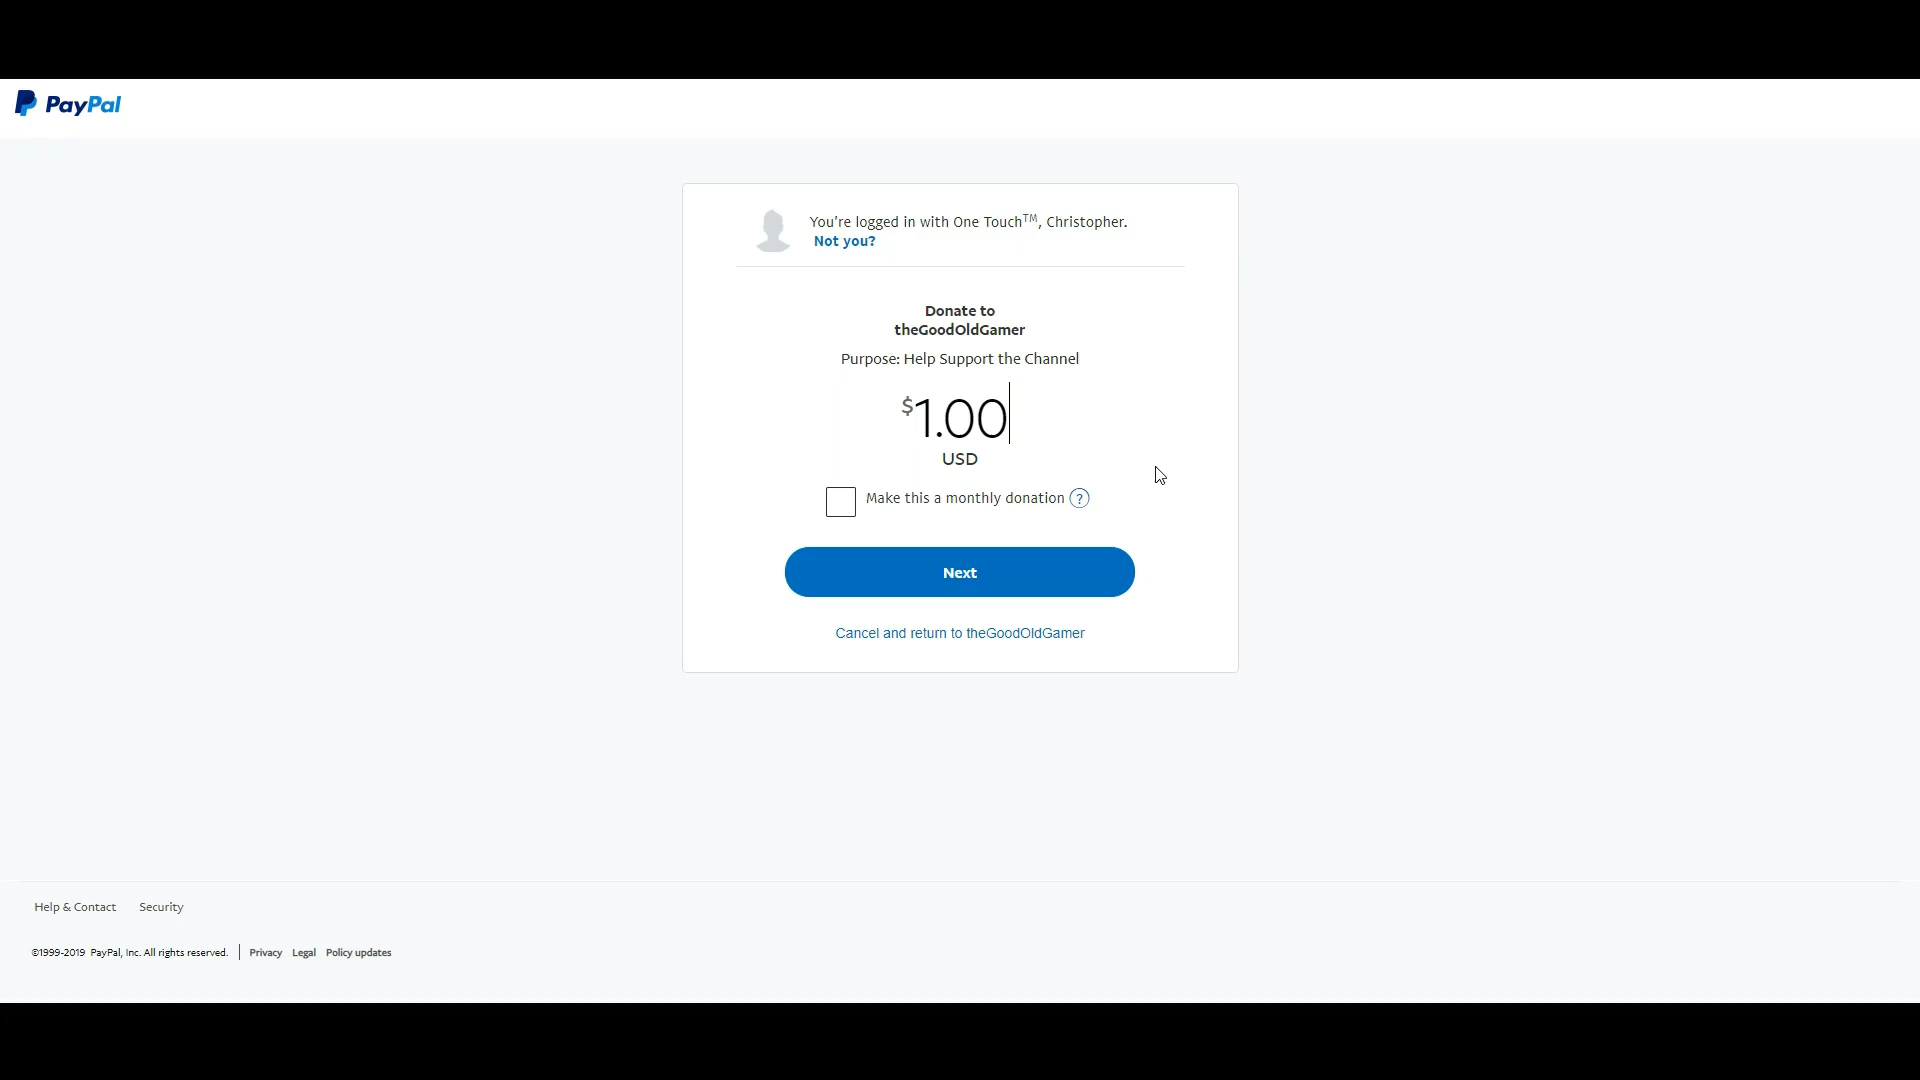 PayPal
You're logged in with One Touch™, Christopher.
Not you?
Donate to
theGoodOldGamer
Purpose: Help Support the Channel
$1.00
USD
Make this a monthly donation ?
Next
Cancel and return to theGoodOldGamer
Help & Contact Security
©1999-2019 PayPal, Inc. All rights reserved. Privacy Legal Policy updates